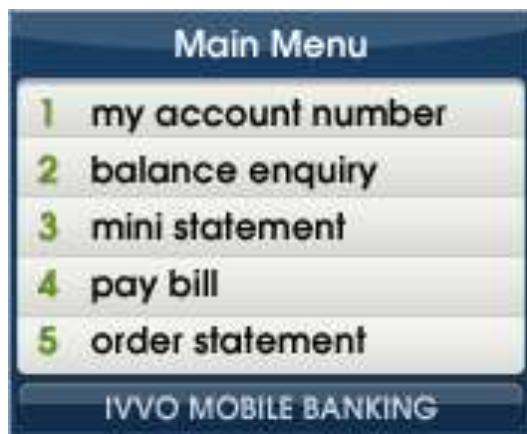 Main Menu
1 my account number
2 balance enquiry
3 mini statement
4 pay bill
5 order statement
IVVO MOBILE BANKING